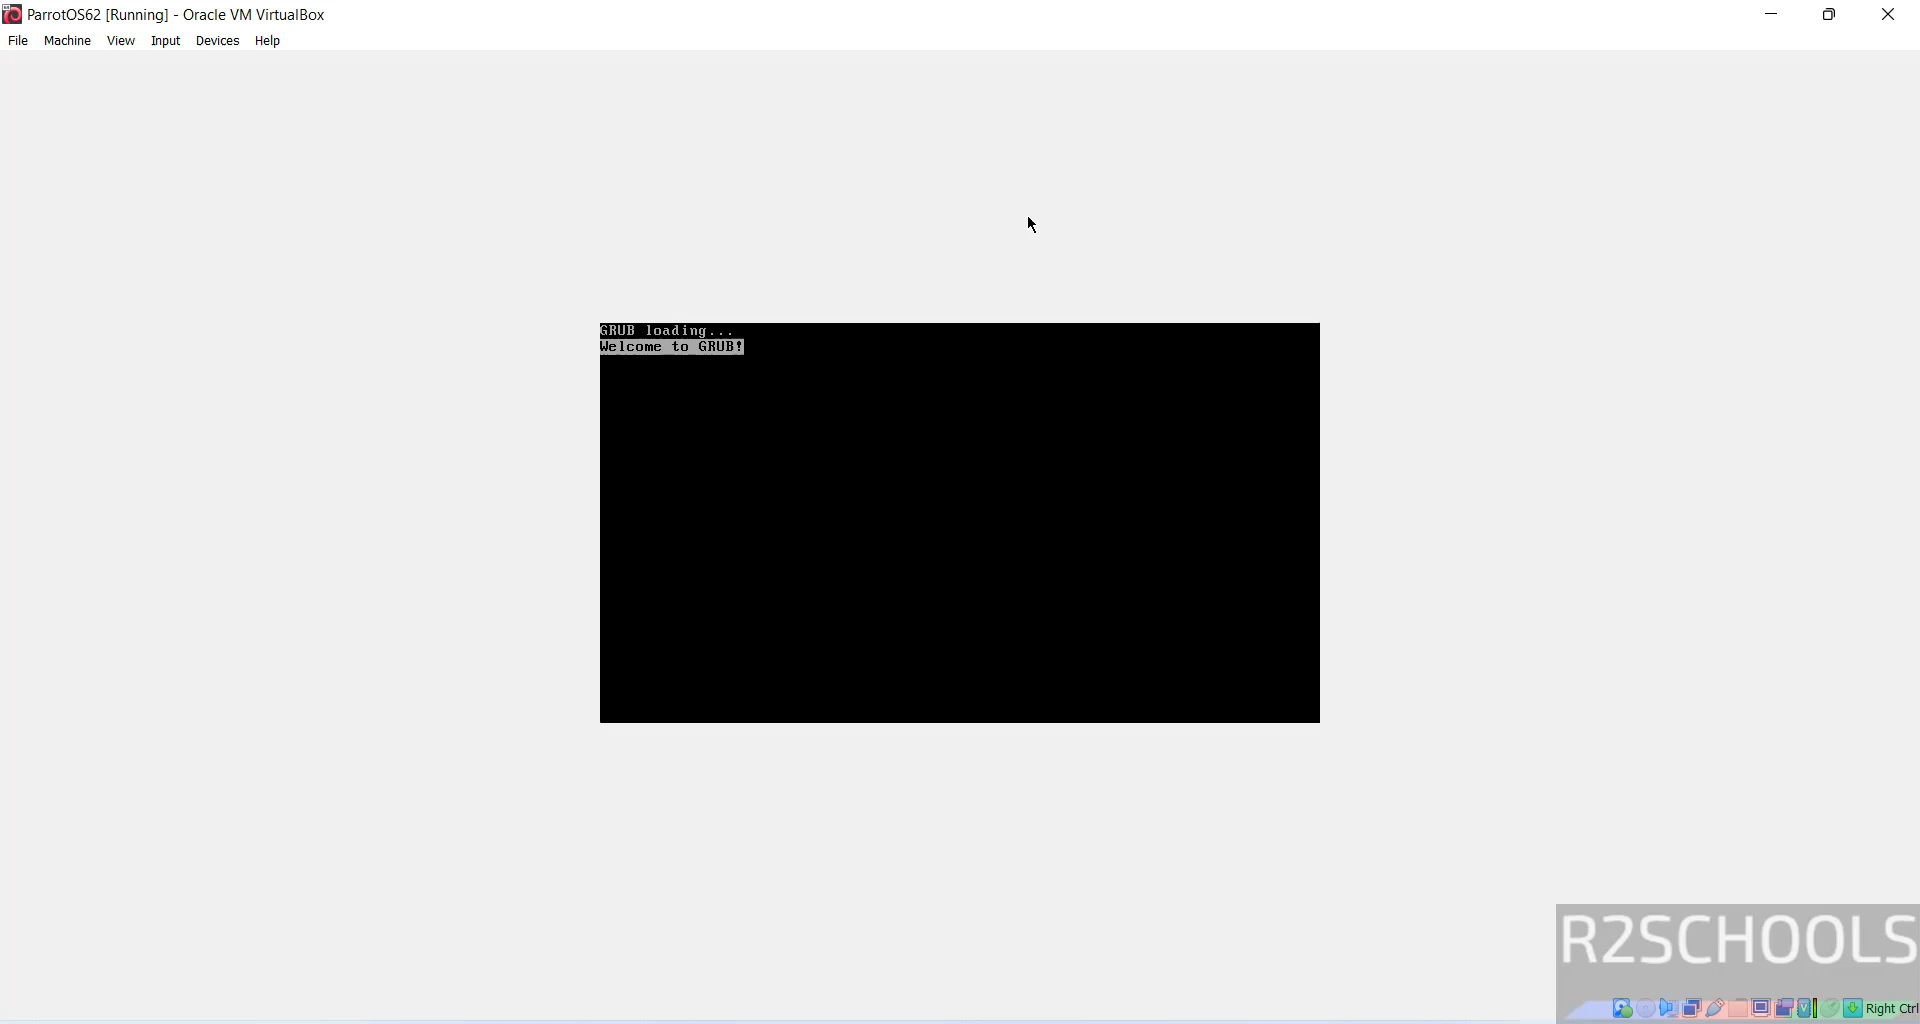 ParrotOS62 [Running] - Oracle VM VirtualBox
File Machine View Input Devices Help
GRUB loading...
Welcome to GRUB!
R2SCHOOLS
Right Ctrl